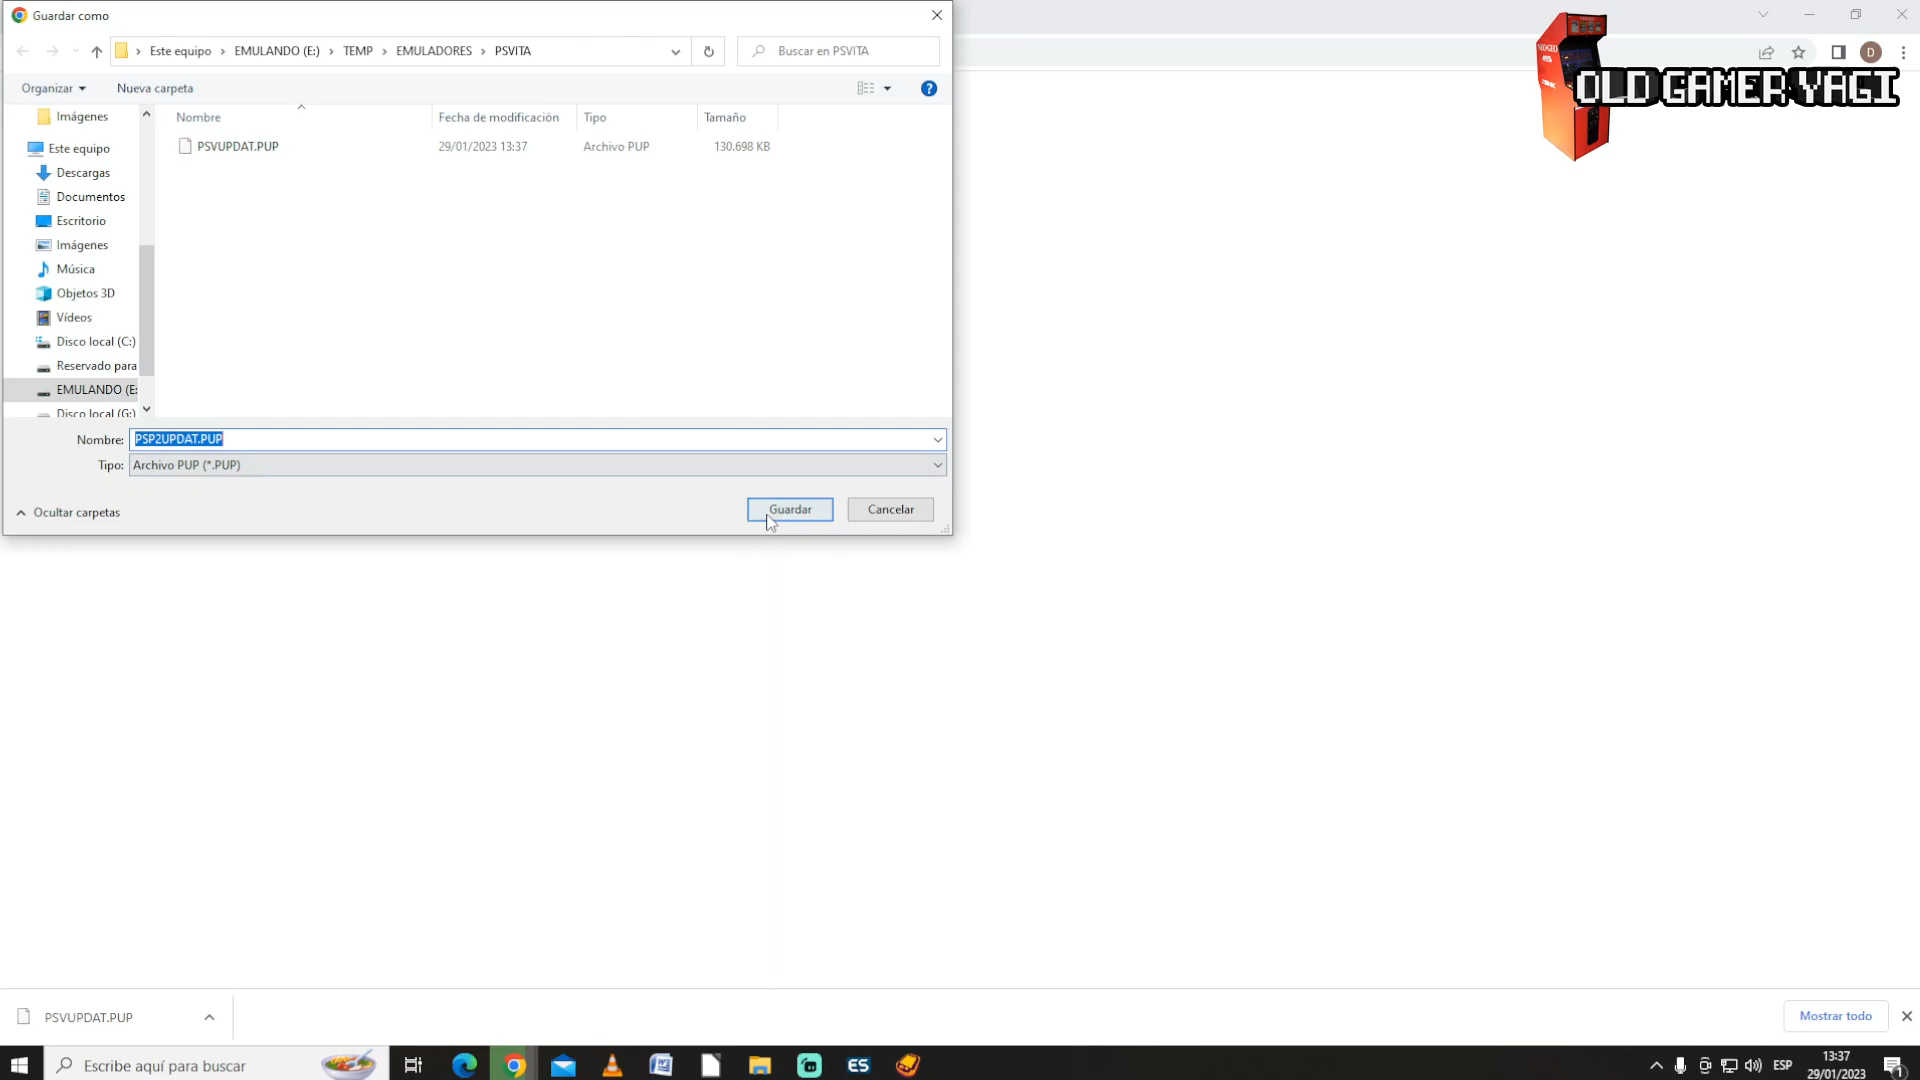 Guardar como
Este equipo > EMULANDO (E:) > TEMP > EMULADORES > PSVITA
Buscar en PSVITA
Organizar
Nueva carpeta
Nombre
Fecha de modificación
Tipo
Tamaño
PSVUPDAT.PUP
29/01/2023 13:37
Archivo PUP
130.698 KB
Imágenes
Este equipo
Descargas
Documentos
Escritorio
Imágenes
Música
Objetos 3D
Vídeos
Disco local (C:)
Reservado para
EMULANDO (E:
Disco local (G:)
Nombre: PSP2UPDAT.PUP
Tipo: Archivo PUP (*.PUP)
Ocultar carpetas
Guardar
Cancelar
D
NEOGEO
OLD GAMER YAGI
PSVUPDAT.PUP
Mostrar todo
Escribe aquí para buscar
ES
ESP
13:37
29/01/2023
1